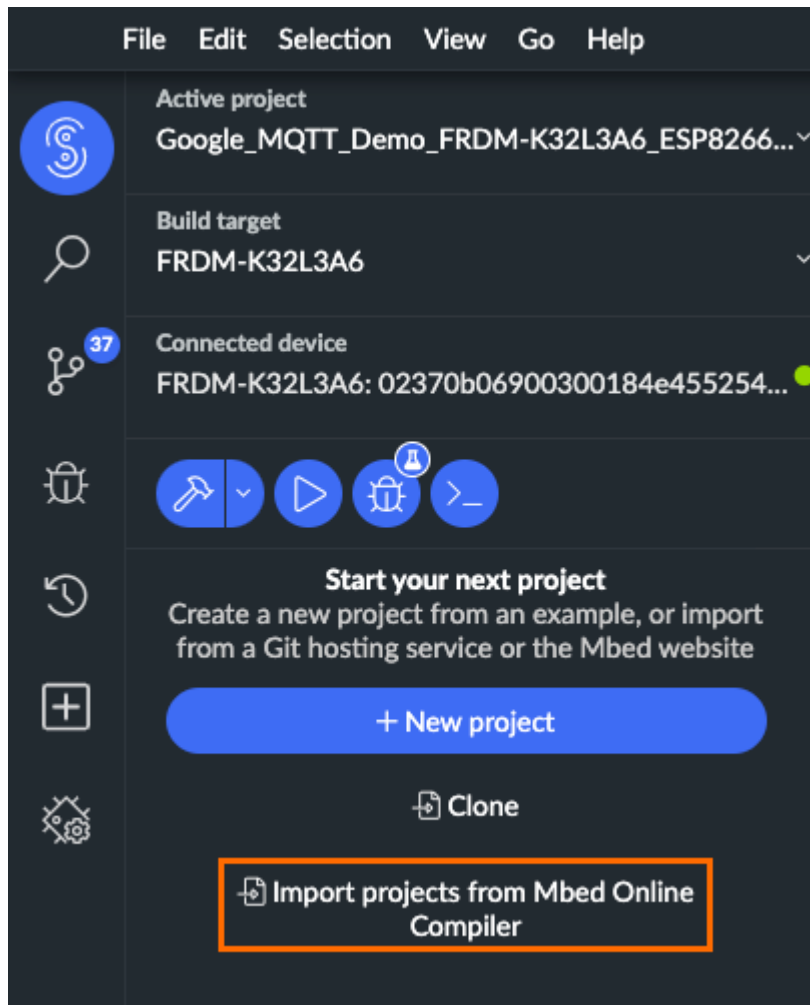 File Edit Selection View Go Help
Active project
Google_MQTT_Demo_FRDM-K32L3A6_ESP8266...
Build target
FRDM-K32L3A6
37
Connected device
FRDM-K32L3A6: 02370b06900300184e455254...
Start your next project
Create a new project from an example, or import
from a Git hosting service or the Mbed website
+ New project
Clone
Import projects from Mbed Online
Compiler